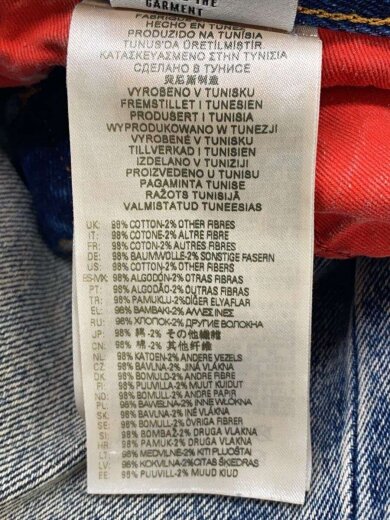 THE
GARMENT
HECHO EN TUNEZ
PRODUZIDO NA TUNÍSIA
TUNUS'DA ÜRETİLMİŞTİR
ΚΑΤΑΣΚΕΥΑΣΜΕΝΟ ΣΤΗΝ ΤΥΝΗΣΙΑ
СДЕЛАНО В ТУНИСЕ
突尼斯制造
VYROBENO V TUNISKU
FREMSTILLET I TUNESIEN
PRODUSERT I TUNISIA
WYPRODUKOWANO W TUNEZJI
VYROBENÉ V TUNISKU
TILLVERKAD I TUNISIEN
IZDELANO V TUNIZIJI
PROIZVEDENO U TUNISU
PAGAMINTA TUNISE
RAŽOTS TUNISIJĀ
VALMISTATUD TUNEESIAS
UK: 98% COTTON-2% OTHER FIBRES
IT: 98% COTONE-2% ALTRE FIBRE
FR: 98% COTON-2% AUTRES FIBRES
DE: 98% BAUMWOLLE-2% SONSTIGE FASERN
US: 98% COTTON-2% OTHER FIBERS
ES-MX: 98% ALGODÓN-2% OTRAS FIBRAS
PT: 98% ALGODÃO-2% OUTRAS FIBRAS
TR: 98% PAMUKLU-2%DİĞER ELYAFLAR
EL: 98% ΒΑΜΒΑΚΙ-2% ΑΛΛΕΣ ΙΝΕΣ
RU: 98% ХЛОПОК-2% ДРУГИЕ ВОЛОКНА
JP: 98% 綿-2% その他繊維
CN: 98% 棉-2% 其他纤维
NL: 98% KATOEN-2% ANDERE VEZELS
CZ: 98% BAVLNA-2% JINÁ VLÁKNA
DK: 98% BOMULD-2% ANDRE FIBRE
FI: 98% PUUVILLA-2% MUUT KUIDUT
NO: 98% BOMULL-2% ANDRE FAPIR
PL: 98% BAWEŁNA-2% INNE WŁÓKNA
SK: 98% BAVLNA-2% INÉ VLÁKNA
SE: 98% BOMULL-2% ÖVRIGA FIBRER
SI: 98% BOMBAŽ-2% DRUGA VLAKNA
HR: 98% PAMUK-2% DRUGA VLAKNA
LT: 98% MEDVILNĖ-2% KITI PLUOŠTAI
LV: 98% KOKVILNA-2%CITAS ŠĶIEDRAS
EE: 98% PUUVILL-2% MUUD KIUD